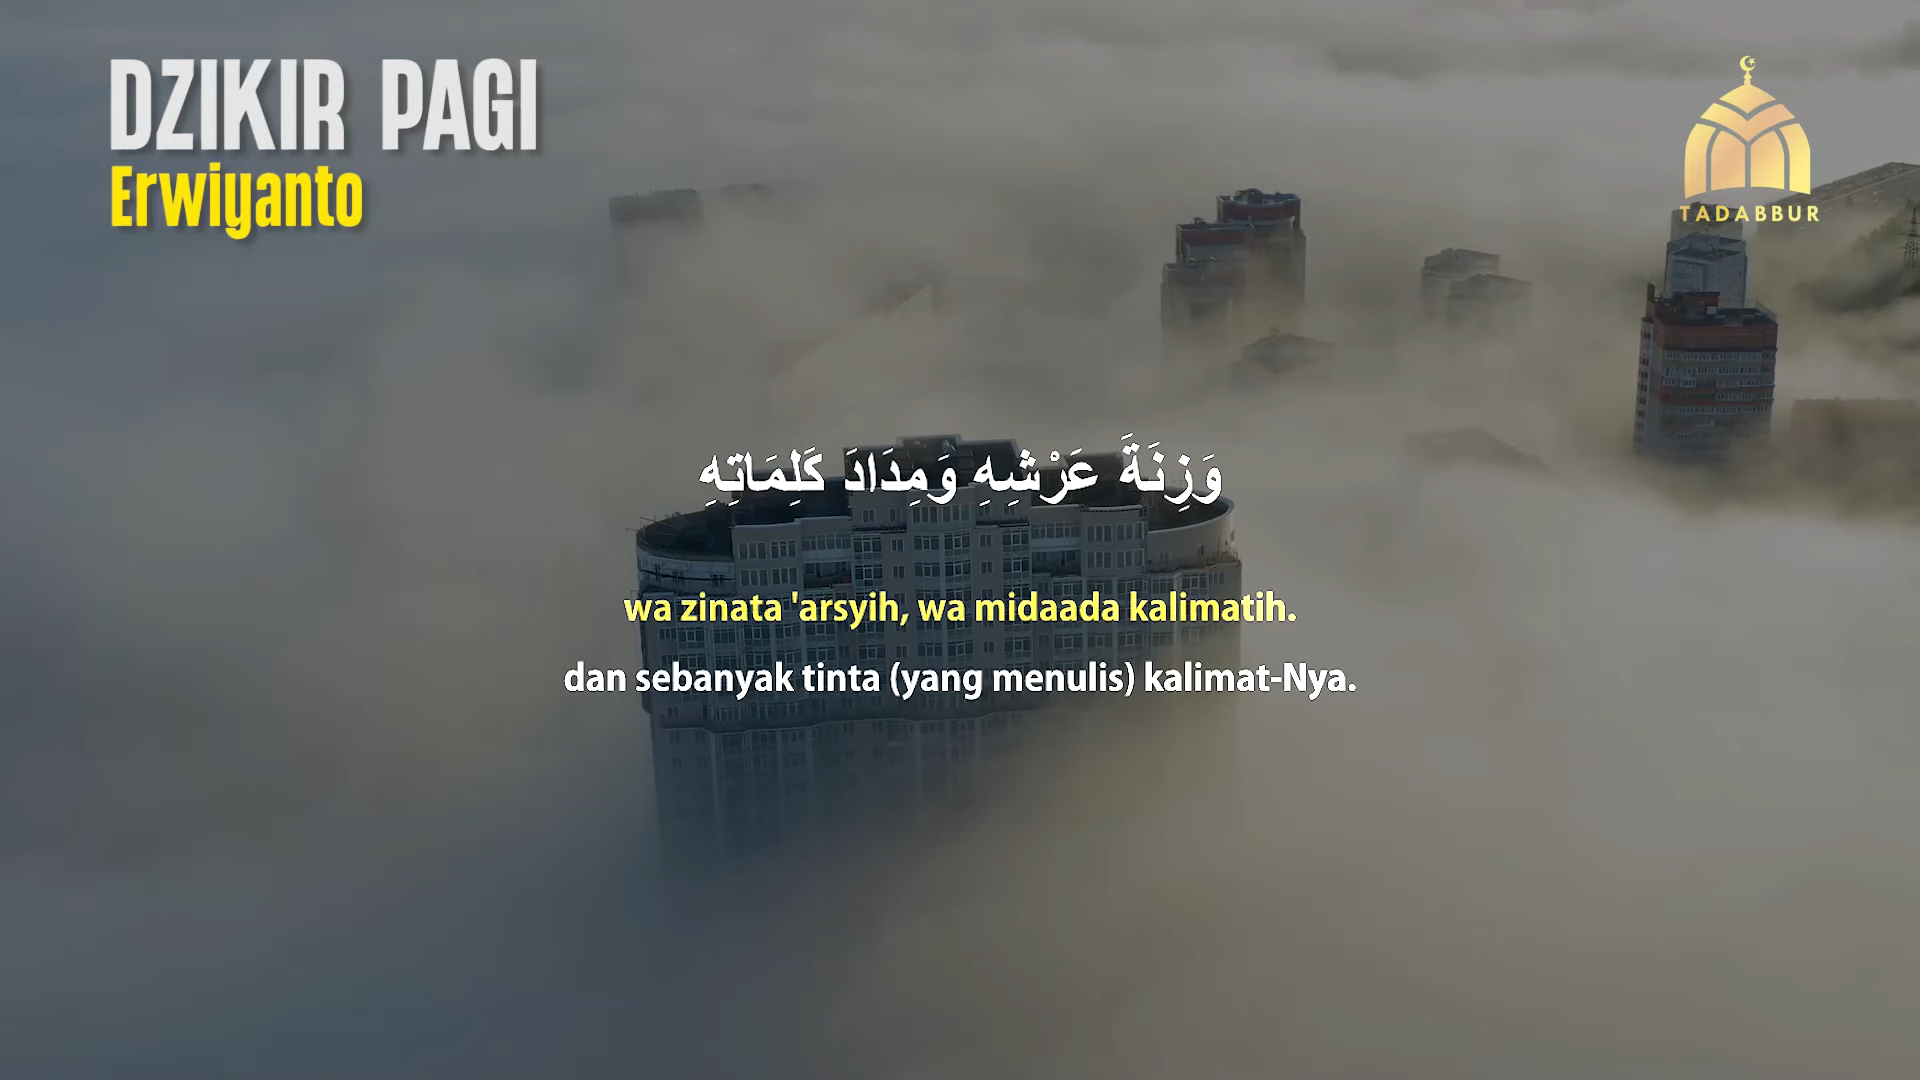 DZIKIR PAGI
Erwiyanto
TADABBUR
وَزِنَةَ عَرْشِهِ وَمِدَادَ كَلِمَاتِهِ
wa zinata 'arsyih, wa midaada kalimatih.
dan sebanyak tinta (yang menulis) kalimat-Nya.